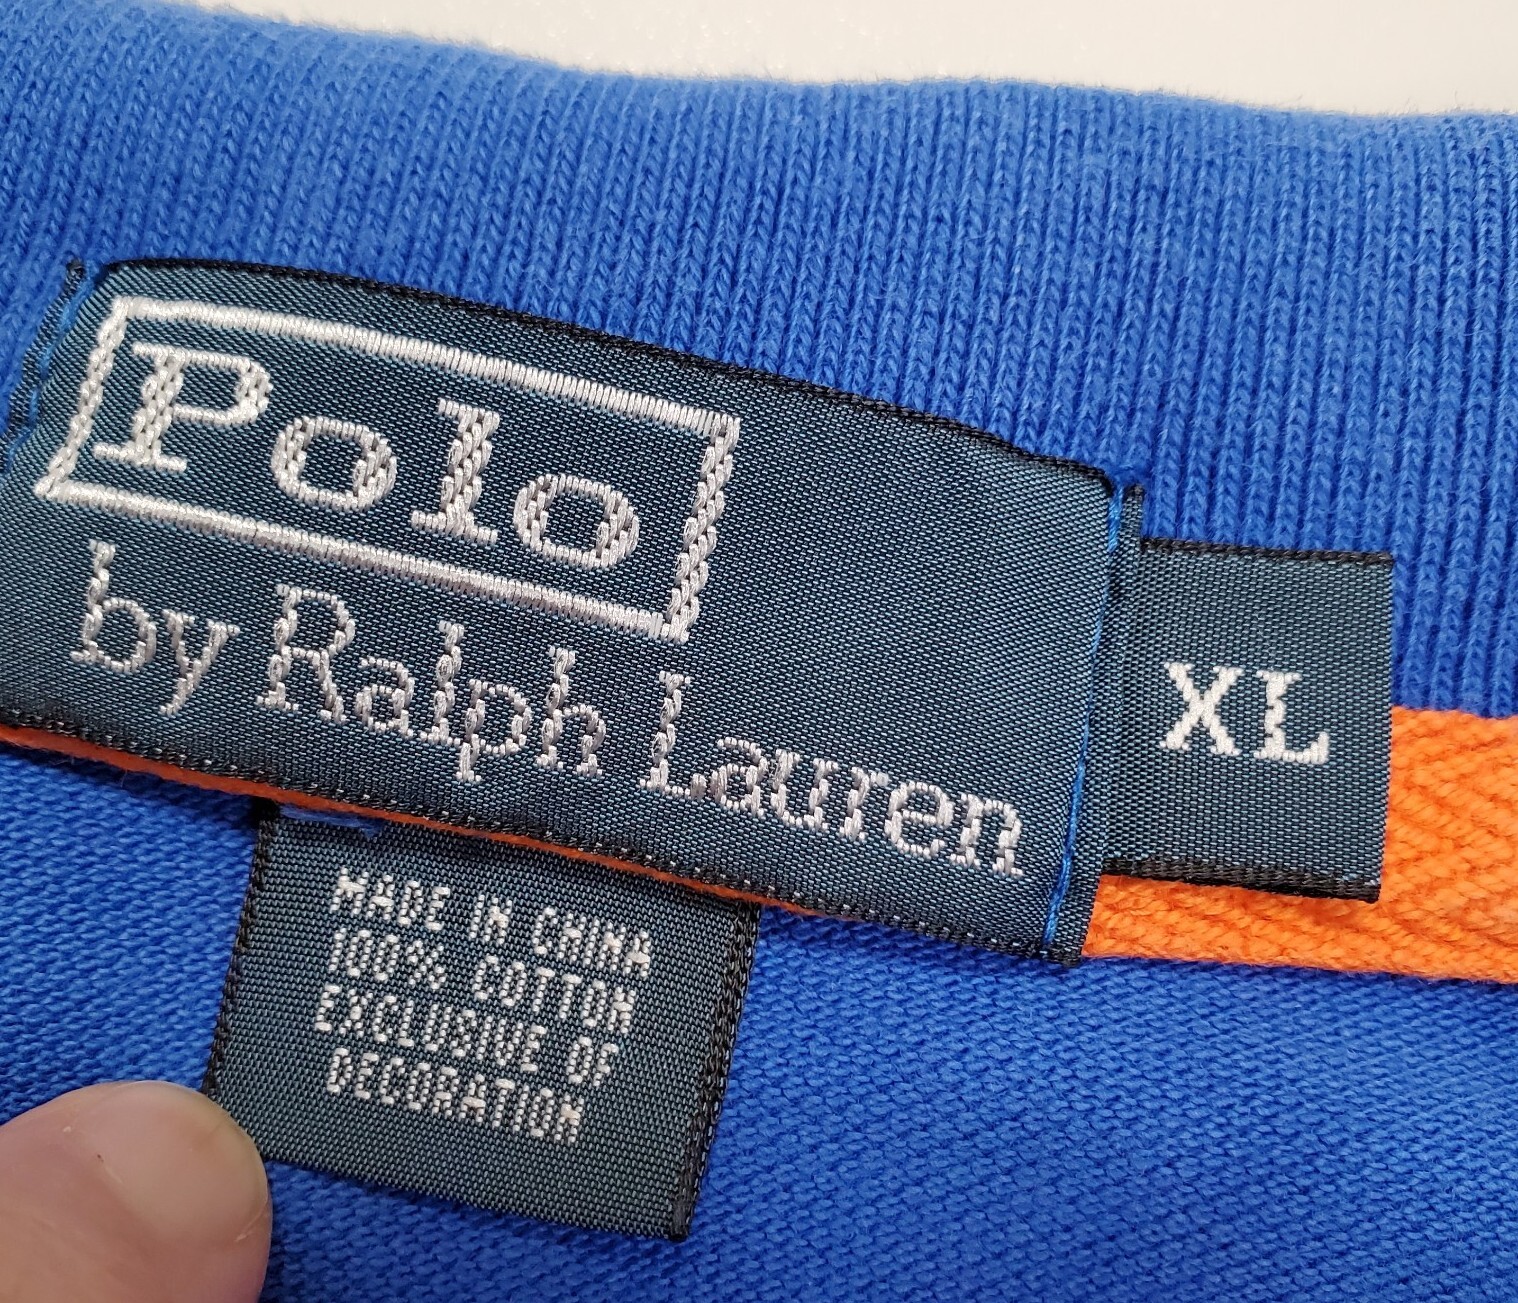 Polo
by Ralph Lauren
XL
MADE IN CHINA
100% COTTON
EXCLUSIVE OF
DECORATION